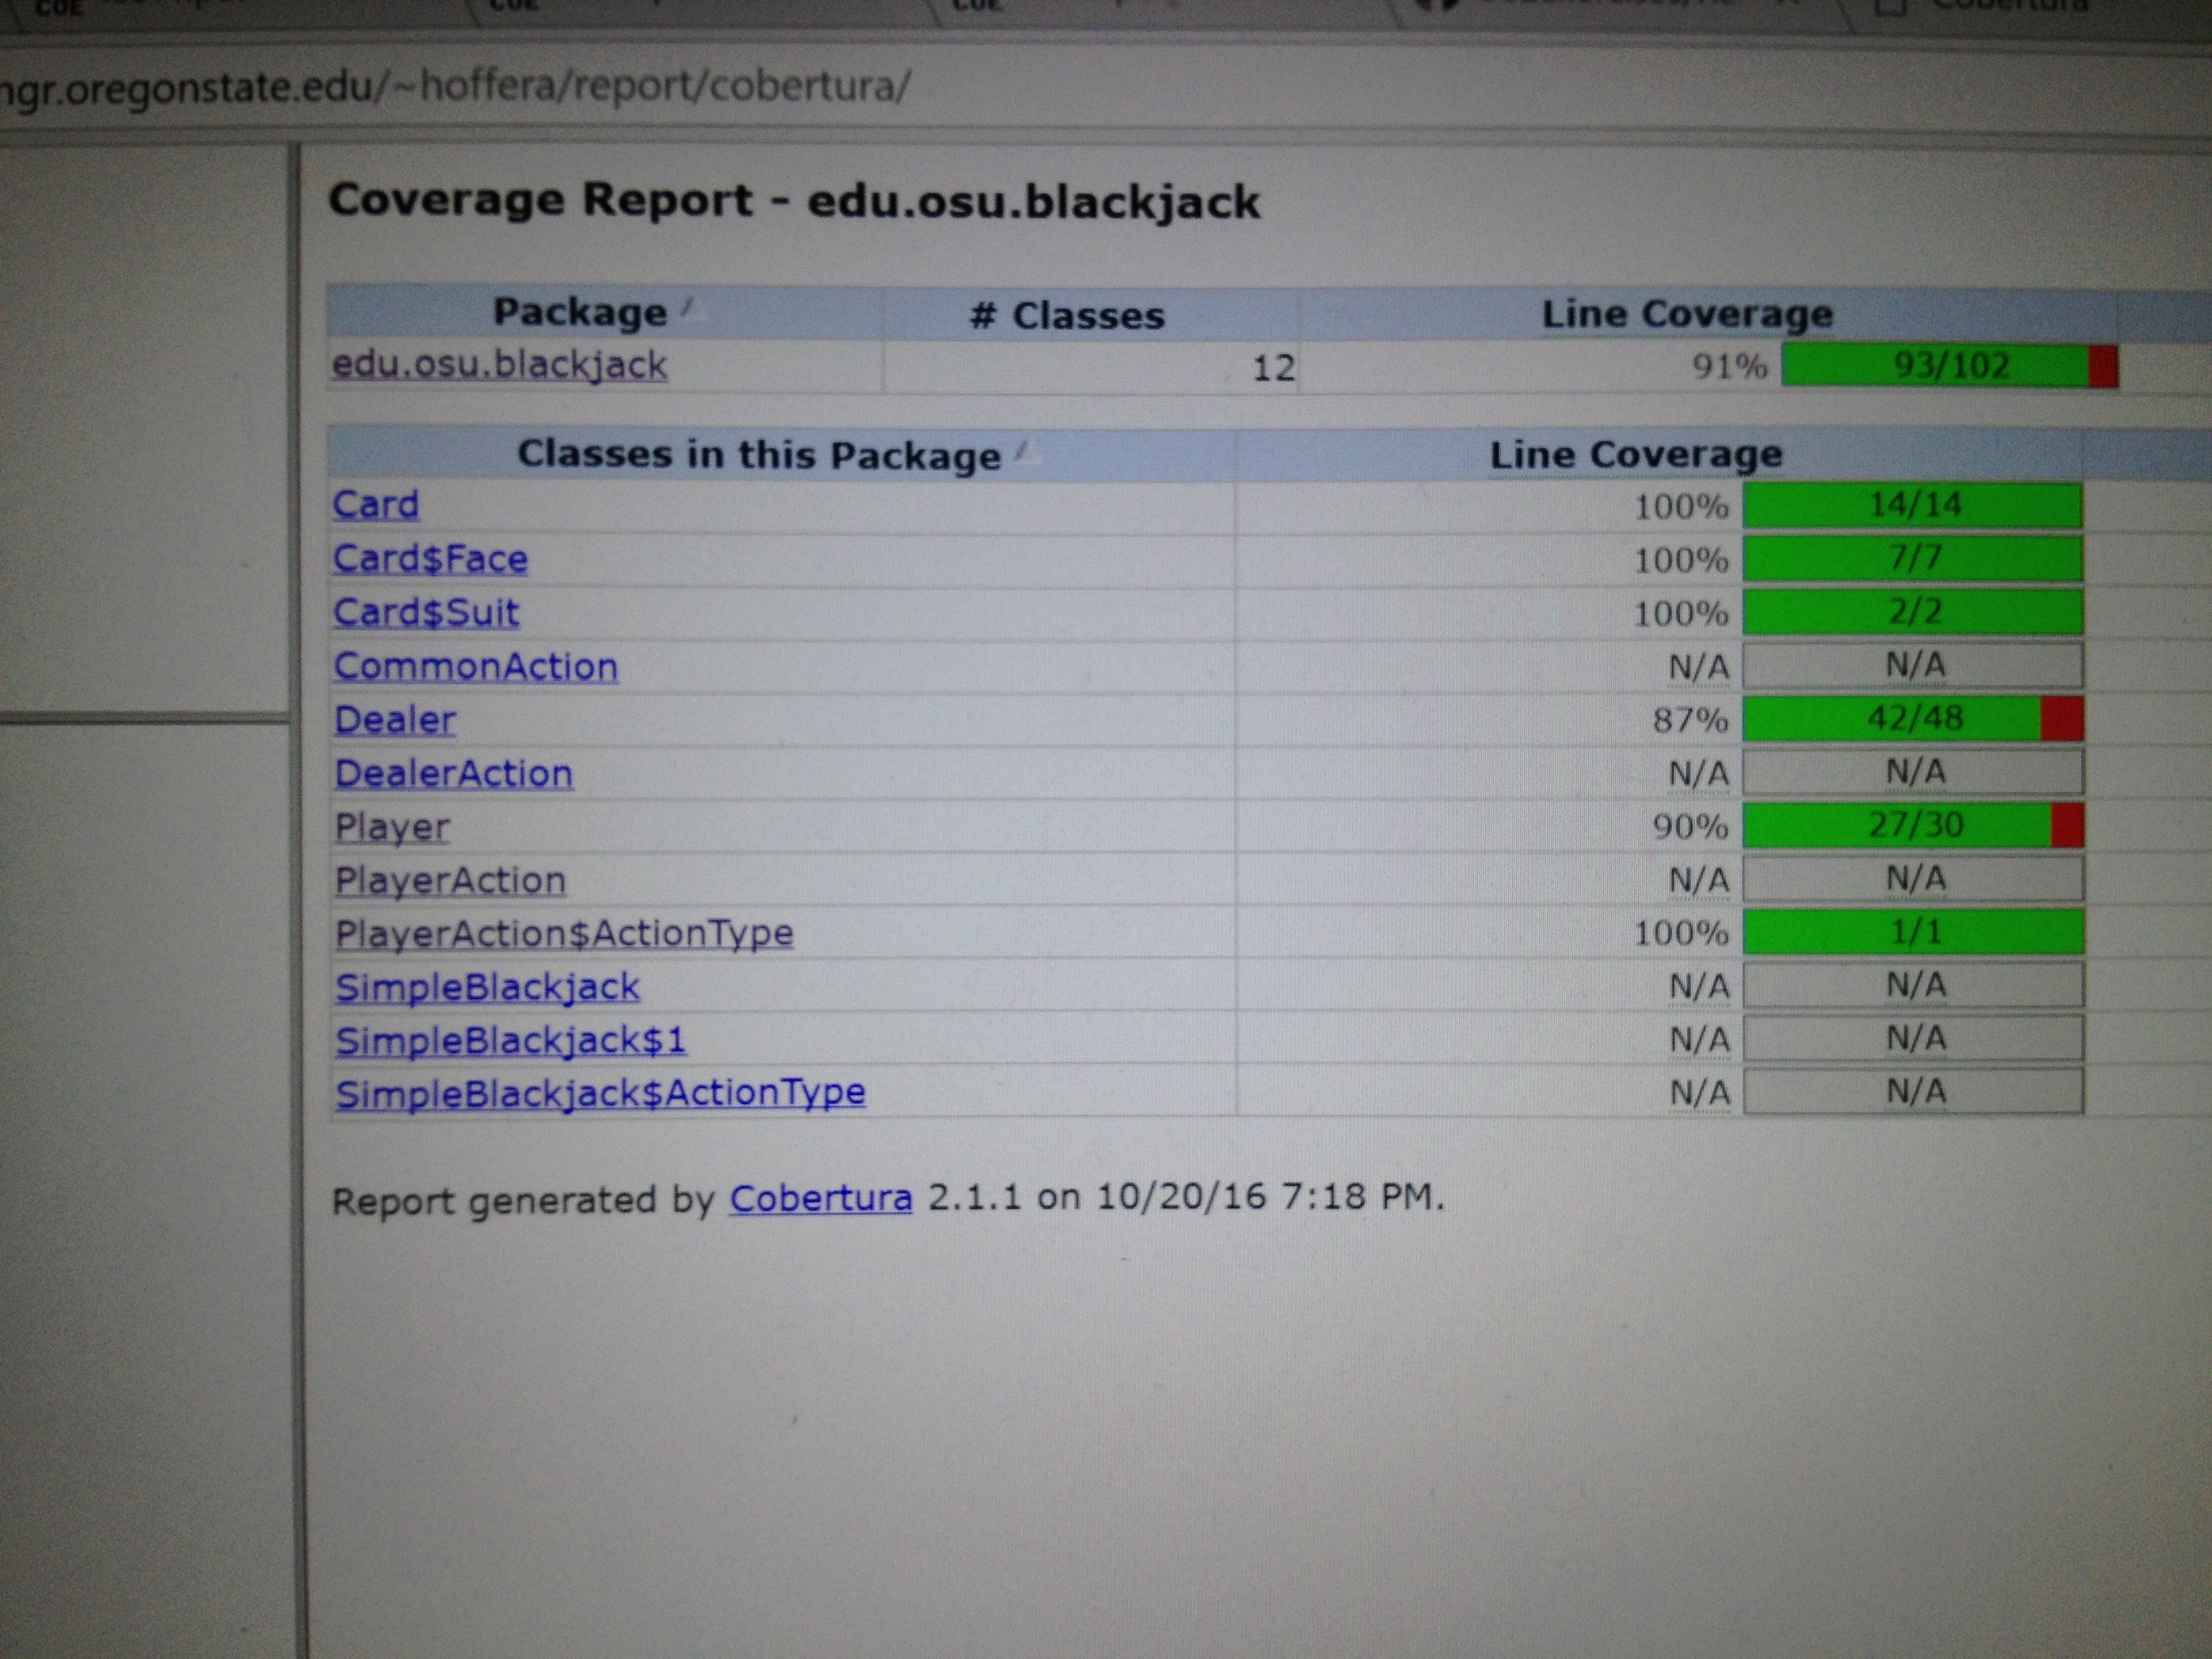 ngr.oregonstate.edu/~hoffera/report/cobertura/
Coverage Report - edu.osu.blackjack
Package # Classes Line Coverage
edu.osu.blackjack 12 91% 93/102
Classes in this Package Line Coverage
Card 100% 14/14
Card$Face 100% 7/7
Card$Suit 100% 2/2
CommonAction N/A N/A
Dealer 87% 42/48
DealerAction N/A N/A
Player 90% 27/30
PlayerAction N/A N/A
PlayerAction$ActionType 100% 1/1
SimpleBlackjack N/A N/A
SimpleBlackjack$1 N/A N/A
SimpleBlackjack$ActionType N/A N/A
Report generated by Cobertura 2.1.1 on 10/20/16 7:18 PM.